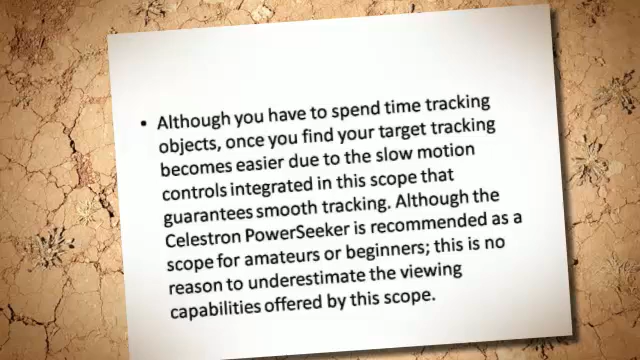 • Although you have to spend time tracking
objects, once you find your target tracking
becomes easier due to the slow motion
controls integrated in this scope that
guarantees smooth tracking. Although the
Celestron PowerSeeker is recommended as a
scope for amateurs or beginners; this is no
reason to underestimate the viewing
capabilities offered by this scope.